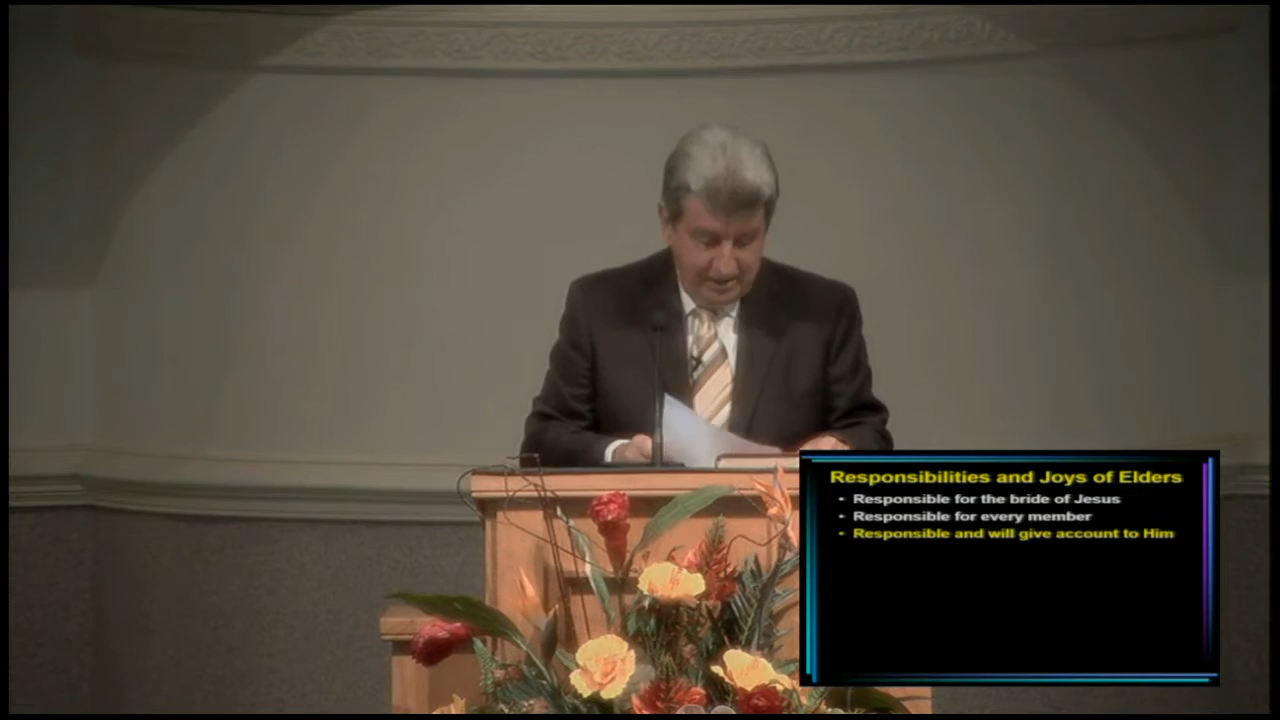 Responsibilities and Joys of Elders
• Responsible for the bride of Jesus
• Responsible for every member
• Responsible and will give account to Him